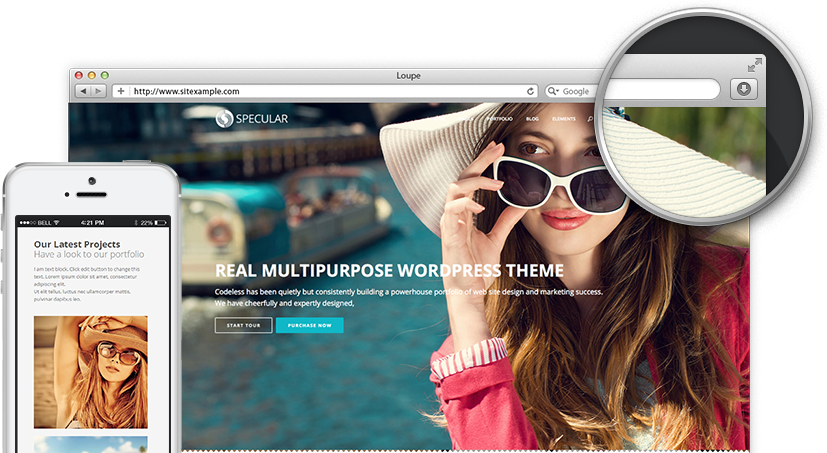 Loupe
http://www.sitexample.com
Google
SPECULAR
PORTFOLIO
BLOG
ELEMENTS
REAL MULTIPURPOSE WORDPRESS THEME
Codeless has been quietly but consistently building a powerhouse portfolio of web site design and marketing success.
We have cheerfully and expertly designed,
START TOUR
PURCHASE NOW
BELL
4:21 PM
22%
Our Latest Projects
Have a look to our portfolio
I am text block. Click edit button to change this
text. Lorem ipsum dolor sit amet, consectetur
adipiscing elit.
Ut elit tellus, luctus nec ullamcorper mattis,
pulvinar dapibus leo.